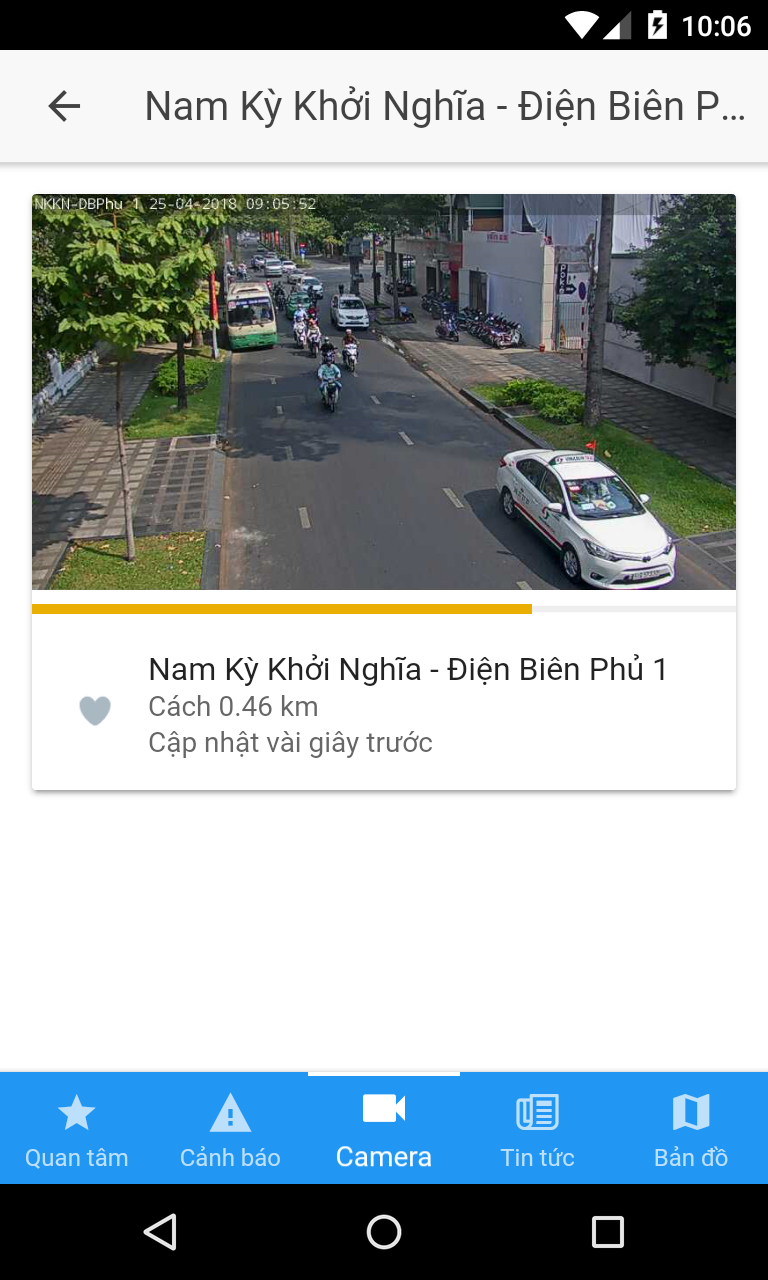 10:06
Nam Kỳ Khởi Nghĩa - Điện Biên P...
NKKN-DBPhu 1 25-04-2018 09:05:52
Nam Kỳ Khởi Nghĩa - Điện Biên Phủ 1
Cách 0.46 km
Cập nhật vài giây trước
Quan tâm
Cảnh báo
Camera
Tin tức
Bản đồ